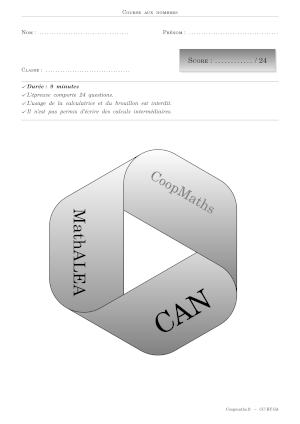 Course aux nombres
Nom : ..............................
Prénom : ..............................
Score : ............ / 24
Classe : ..............................
✓ Durée : 9 minutes
✓ L'épreuve comporte 24 questions.
✓ L'usage de la calculatrice et du brouillon est interdit.
✓ Il n'est pas permis d'écrire des calculs intermédiaires.
CoopMaths
MathALEA
CAN
Coopmaths.fr – CC-BY-SA